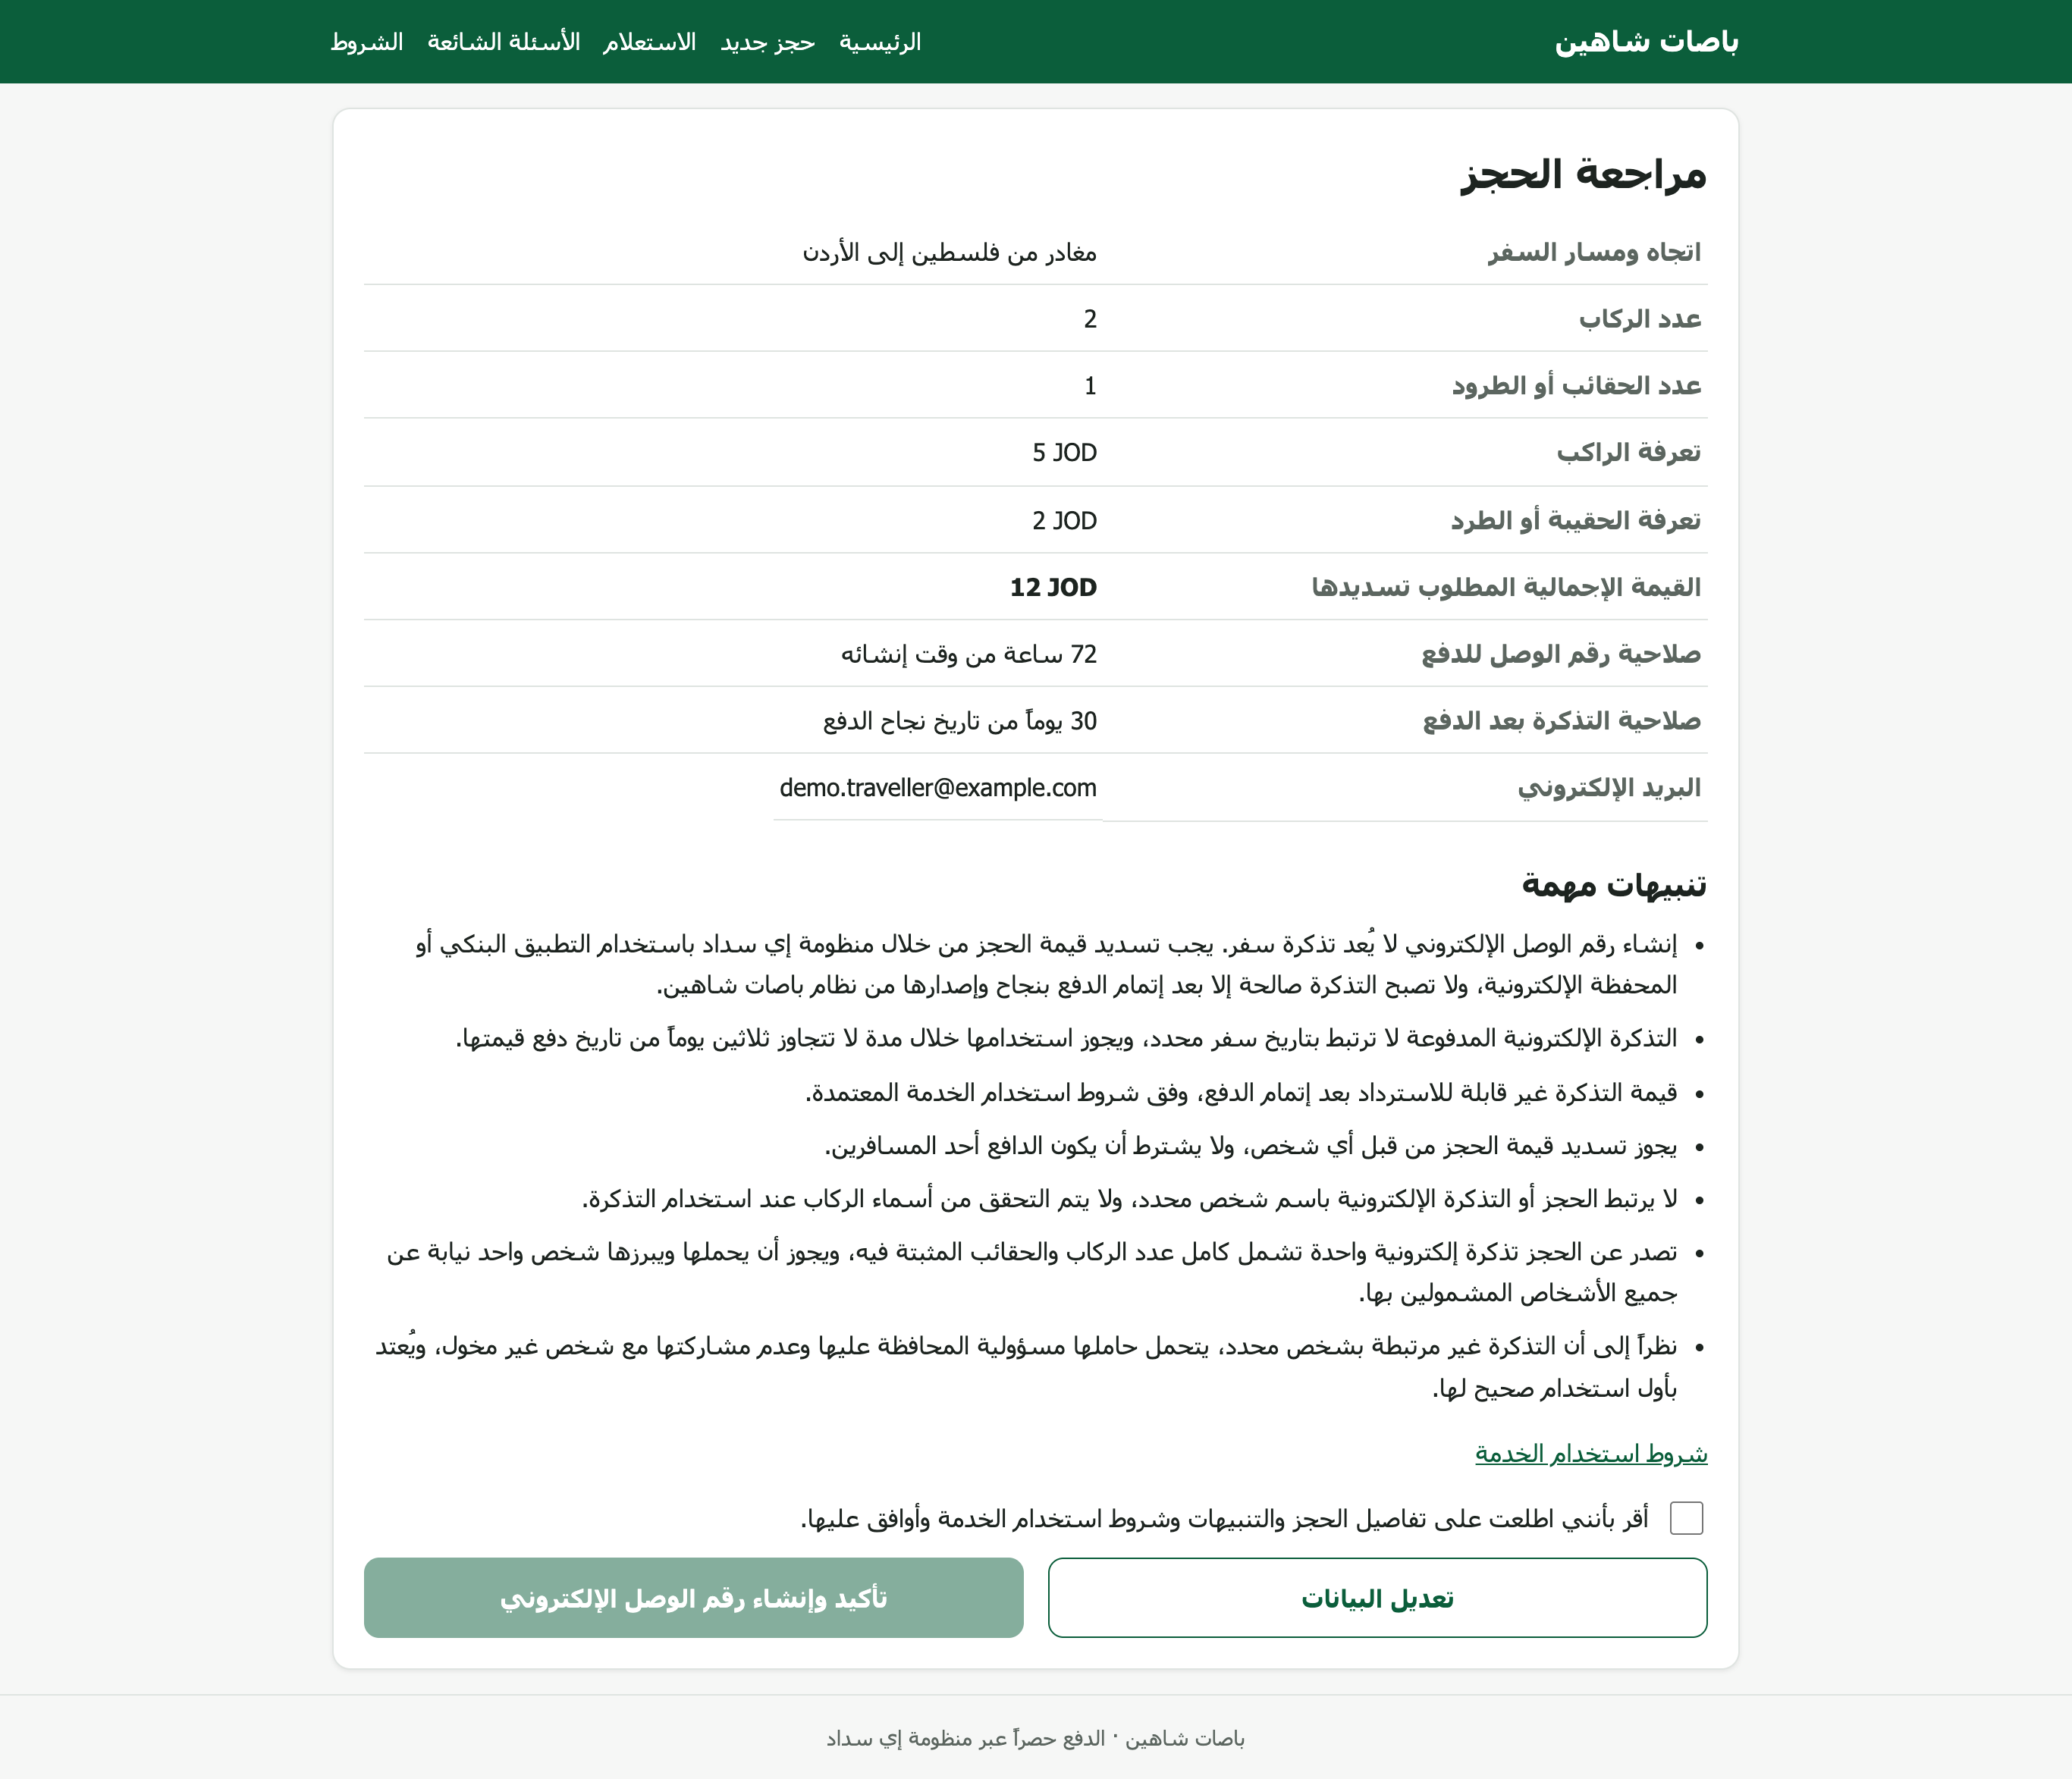 باصات شاهين
الرئيسية
حجز جديد
الاستعلام
الأسئلة الشائعة
الشروط
مراجعة الحجز
اتجاه ومسار السفر
مغادر من فلسطين إلى الأردن
عدد الركاب
2
عدد الحقائب أو الطرود
1
تعرفة الراكب
5 JOD
تعرفة الحقيبة أو الطرد
2 JOD
القيمة الإجمالية المطلوب تسديدها
12 JOD
صلاحية رقم الوصل للدفع
72 ساعة من وقت إنشائه
صلاحية التذكرة بعد الدفع
30 يوماً من تاريخ نجاح الدفع
البريد الإلكتروني
demo.traveller@example.com
تنبيهات مهمة
• إنشاء رقم الوصل الإلكتروني لا يُعد تذكرة سفر. يجب تسديد قيمة الحجز من خلال منظومة إي سداد باستخدام التطبيق البنكي أو
المحفظة الإلكترونية، ولا تصبح التذكرة صالحة إلا بعد إتمام الدفع بنجاح وإصدارها من نظام باصات شاهين.
• التذكرة الإلكترونية المدفوعة لا ترتبط بتاريخ سفر محدد، ويجوز استخدامها خلال مدة لا تتجاوز ثلاثين يوماً من تاريخ دفع قيمتها.
• قيمة التذكرة غير قابلة للاسترداد بعد إتمام الدفع، وفق شروط استخدام الخدمة المعتمدة.
• يجوز تسديد قيمة الحجز من قبل أي شخص، ولا يشترط أن يكون الدافع أحد المسافرين.
• لا يرتبط الحجز أو التذكرة الإلكترونية باسم شخص محدد، ولا يتم التحقق من أسماء الركاب عند استخدام التذكرة.
• تصدر عن الحجز تذكرة إلكترونية واحدة تشمل كامل عدد الركاب والحقائب المثبتة فيه، ويجوز أن يحملها ويبرزها شخص واحد نيابة عن
جميع الأشخاص المشمولين بها.
• نظراً إلى أن التذكرة غير مرتبطة بشخص محدد، يتحمل حاملها مسؤولية المحافظة عليها وعدم مشاركتها مع شخص غير مخول، ويُعتد
بأول استخدام صحيح لها.
شروط استخدام الخدمة
أقر بأنني اطلعت على تفاصيل الحجز والتنبيهات وشروط استخدام الخدمة وأوافق عليها.
تعديل البيانات
تأكيد وإنشاء رقم الوصل الإلكتروني
باصات شاهين · الدفع حصراً عبر منظومة إي سداد